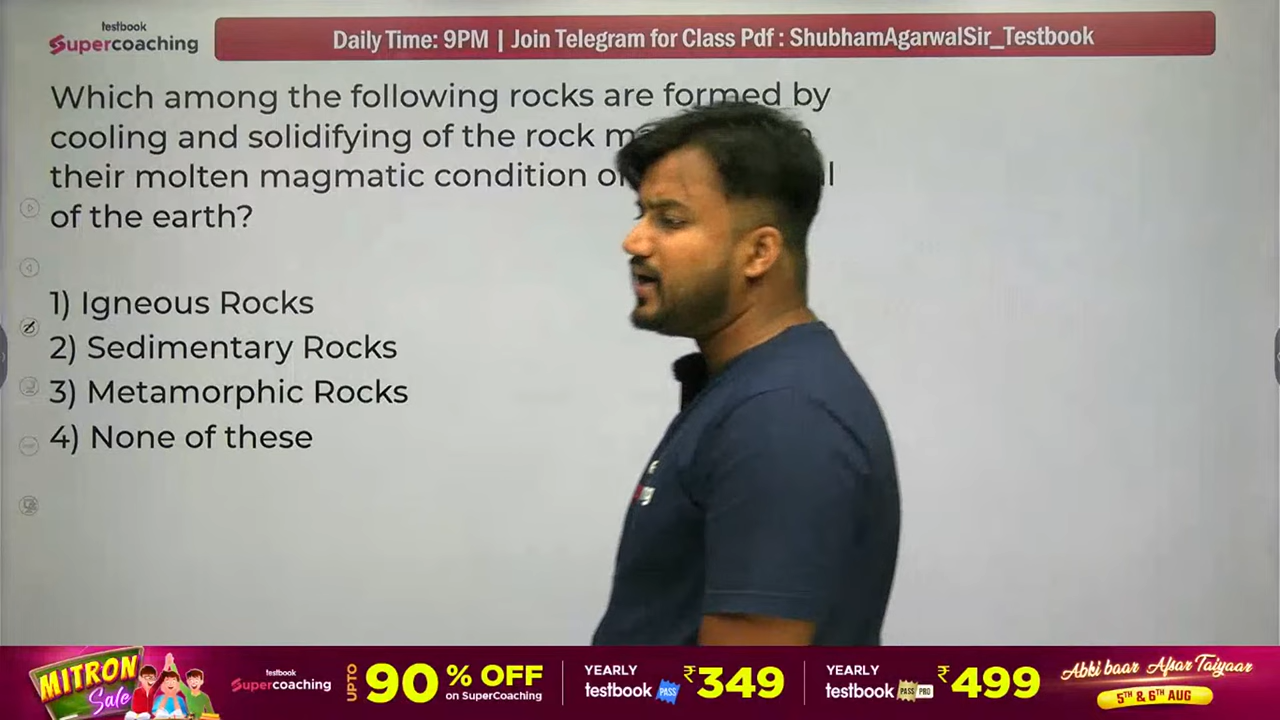 testbook
Supercoaching
Daily Time: 9PM | Join Telegram for Class Pdf : ShubhamAgarwalSir_Testbook
Which among the following rocks are formed by
cooling and solidifying of the rock
their molten magmatic condition
of the earth?
1) Igneous Rocks
2) Sedimentary Rocks
3) Metamorphic Rocks
4) None of these
MITRON
Sale
testbook
Supercoaching
UPTO 90 % OFF
on SuperCoaching
YEARLY
testbook PASS
₹349
YEARLY
testbook PASS PRO
₹499
Abki baar Afsar Taiyaar
5TH & 6TH AUG